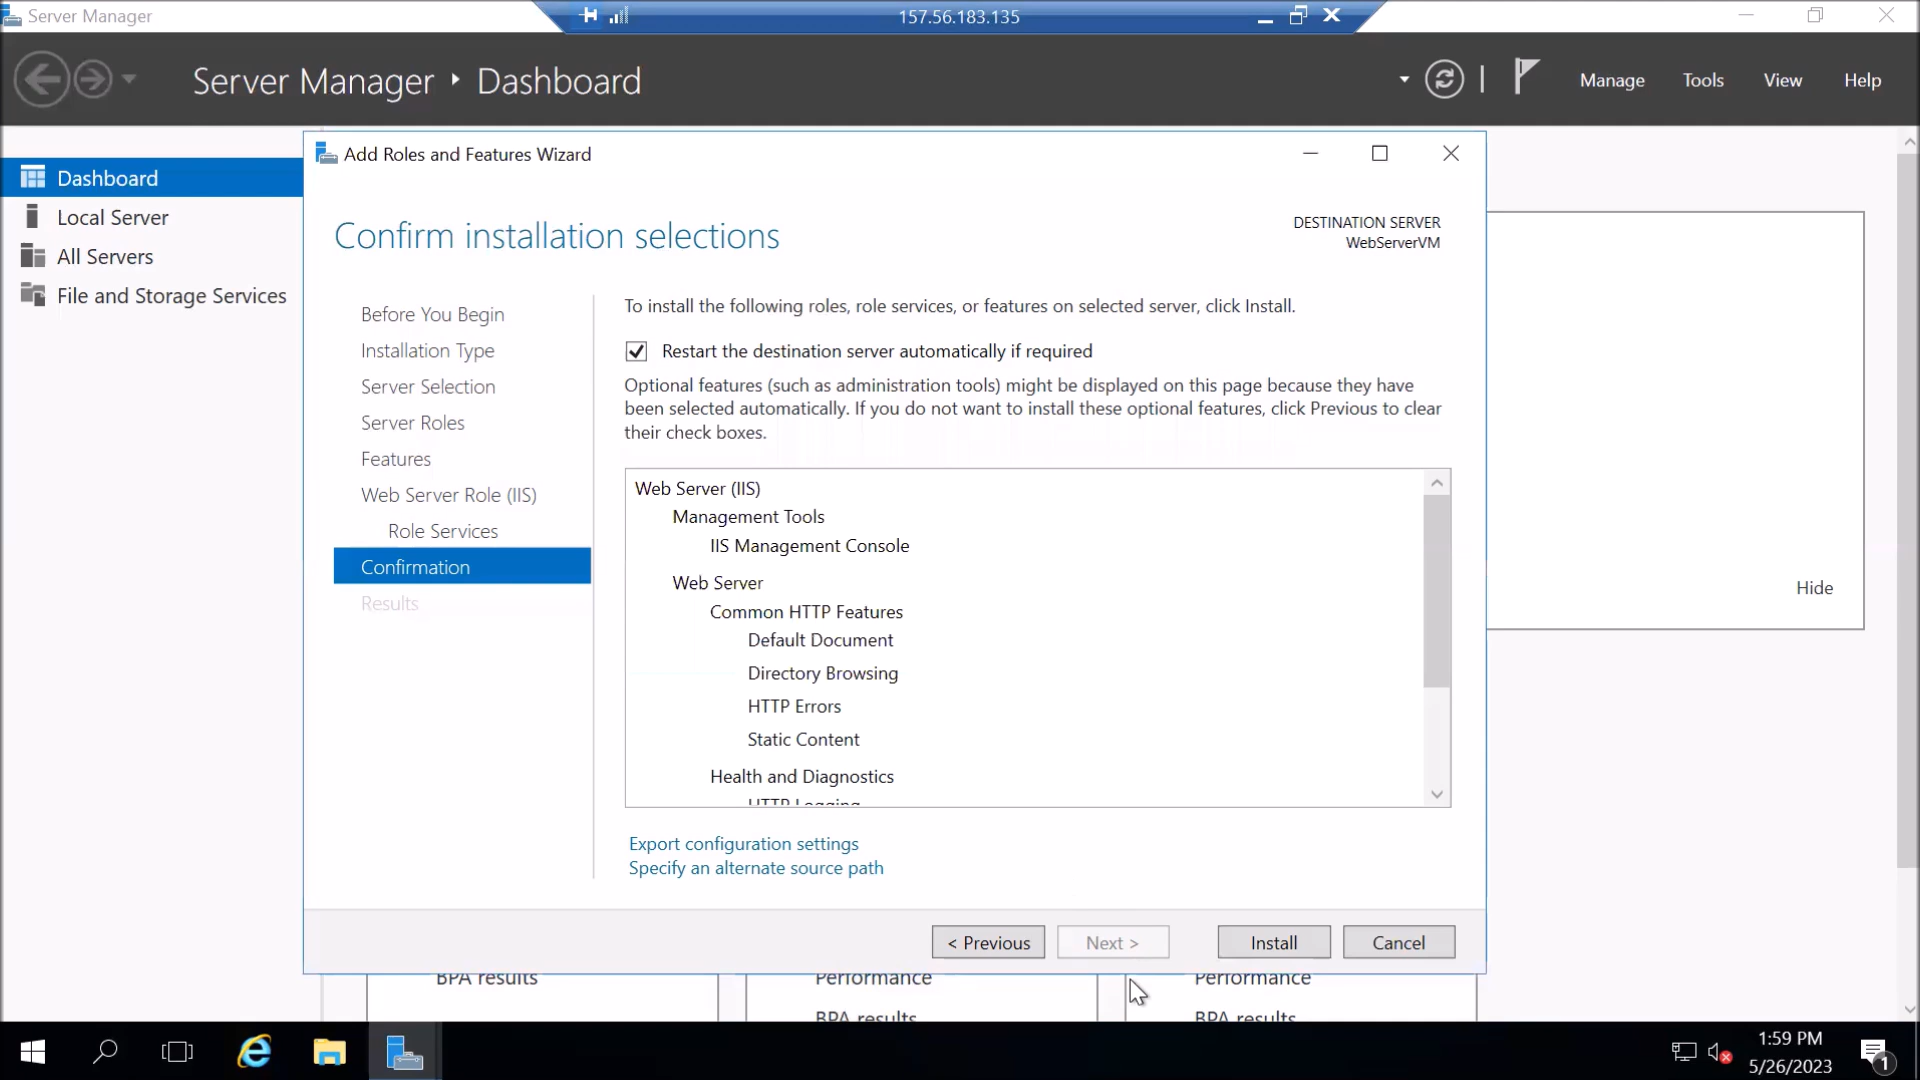 Server Manager
157.56.183.135
Server Manager ‣ Dashboard
Manage
Tools
View
Help
Dashboard
Local Server
All Servers
File and Storage Services
Add Roles and Features Wizard
Confirm installation selections
DESTINATION SERVER
WebServerVM
Before You Begin
Installation Type
Server Selection
Server Roles
Features
Web Server Role (IIS)
Role Services
Confirmation
Results
To install the following roles, role services, or features on selected server, click Install.
Restart the destination server automatically if required
Optional features (such as administration tools) might be displayed on this page because they have
been selected automatically. If you do not want to install these optional features, click Previous to clear
their check boxes.
Web Server (IIS)
Management Tools
IIS Management Console
Web Server
Common HTTP Features
Default Document
Directory Browsing
HTTP Errors
Static Content
Health and Diagnostics
HTTP Logging
Export configuration settings
Specify an alternate source path
< Previous
Next >
Install
Cancel
Hide
BPA results
Performance
Performance
BPA results
BPA results
1:59 PM
5/26/2023
1